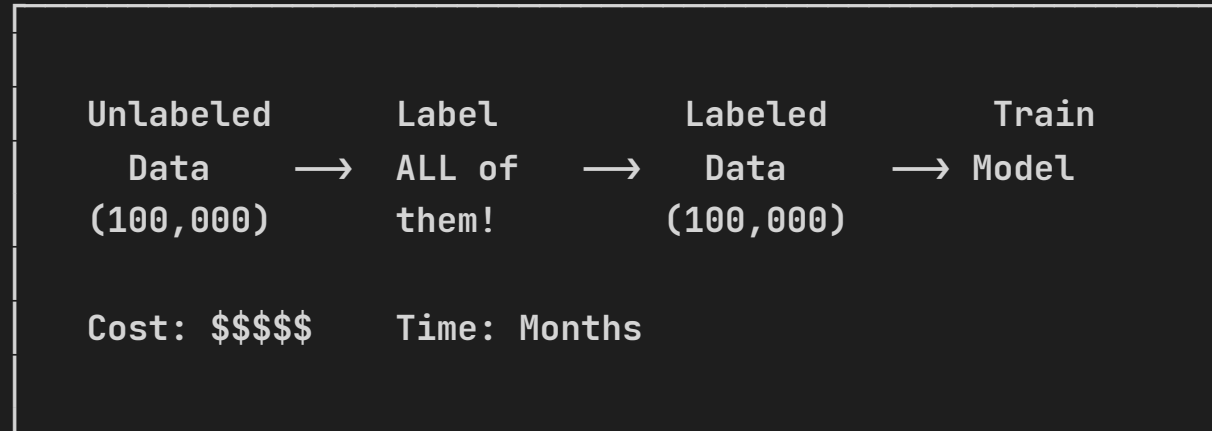 Unlabeled Label Labeled Train
Data ⟶ ALL of ⟶ Data ⟶ Model
(100,000) them! (100,000)
Cost: $$$$$ Time: Months